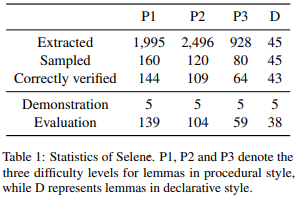 P1 P2 P3 D
Extracted 1,995 2,496 928 45
Sampled 160 120 80 45
Correctly verified 144 109 64 43
Demonstration 5 5 5 5
Evaluation 139 104 59 38
Table 1: Statistics of Selene. P1, P2 and P3 denote the
three difficulty levels for lemmas in procedural style,
while D represents lemmas in declarative style.